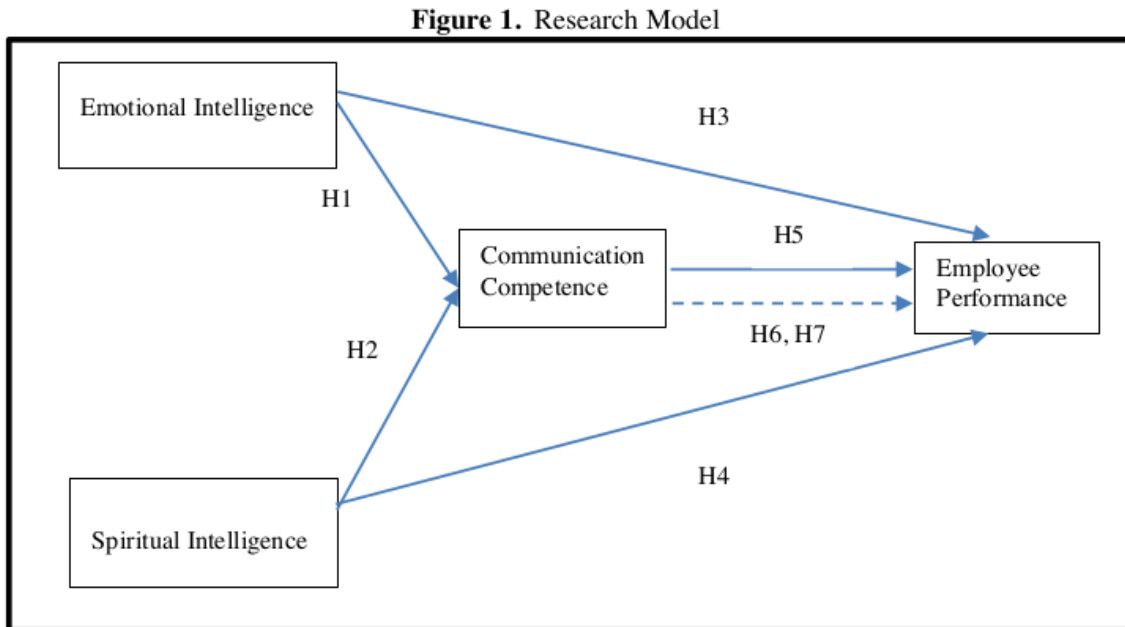 Figure 1. Research Model
Emotional Intelligence
H3
H1
H5
Communication
Competence
Employee
Performance
H6, H7
H2
H4
Spiritual Intelligence